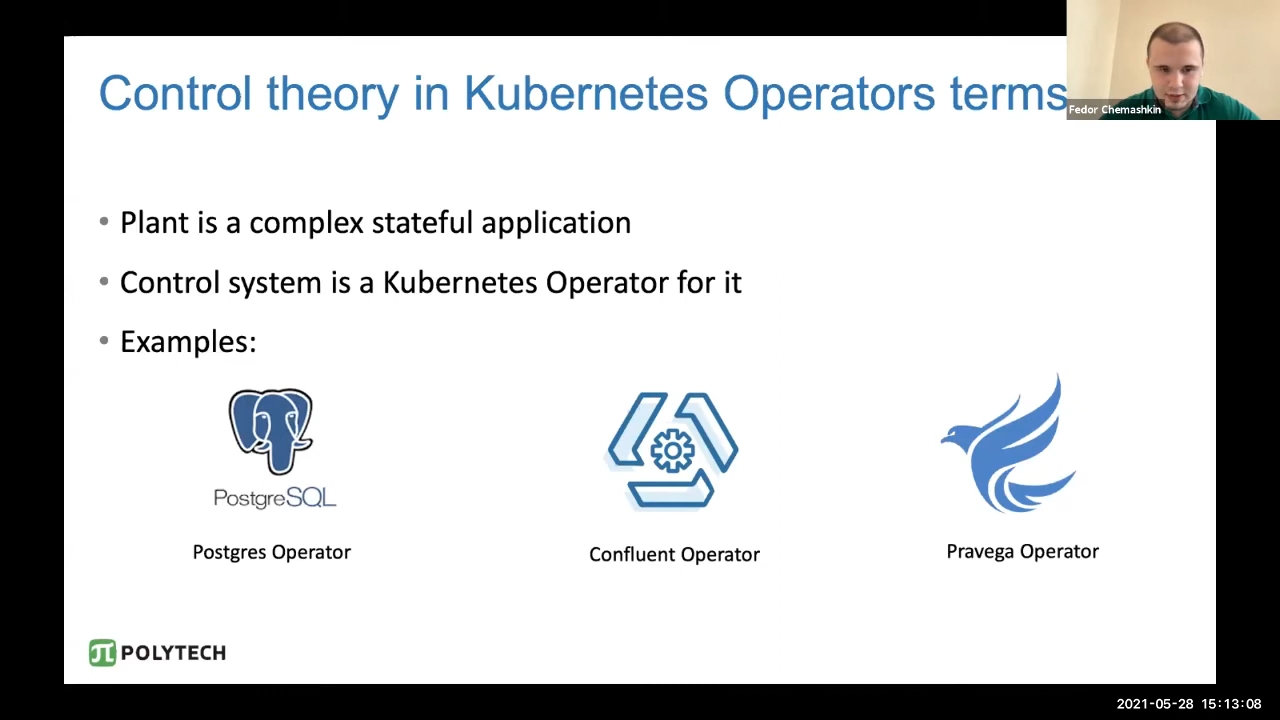 Control theory in Kubernetes Operators terms
Fedor Chemashkin
• Plant is a complex stateful application
• Control system is a Kubernetes Operator for it
• Examples:
PostgreSQL
Postgres Operator
Confluent Operator
Pravega Operator
POLYTECH
2021-05-28 15:13:08